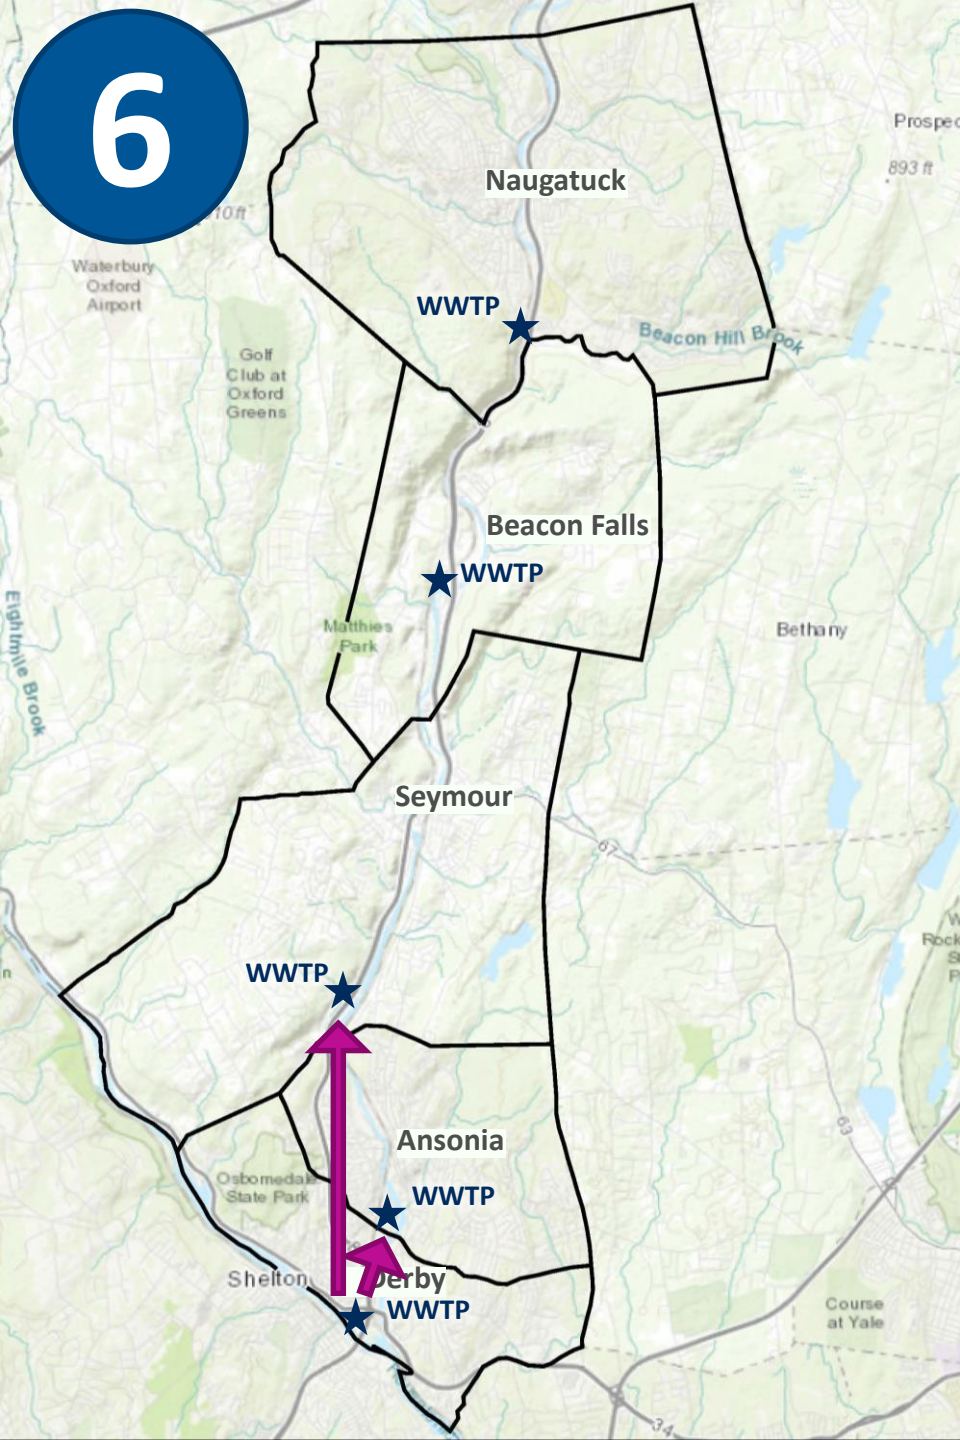 6
Prospec
893 ft
Naugatuck
10ft
Waterbury
Oxford
Airport
WWTP
Beacon Hill Brook
Golf
Club at
Oxford
Greens
Beacon Falls
WWTP
Eightmile Brook
Matthies
Park
Bethany
Seymour
67
W
Rock
S
P
n
WWTP
63
Ansonia
Osbornedale
State Park
WWTP
Shelton
Derby
WWTP
Course
at Yale
34